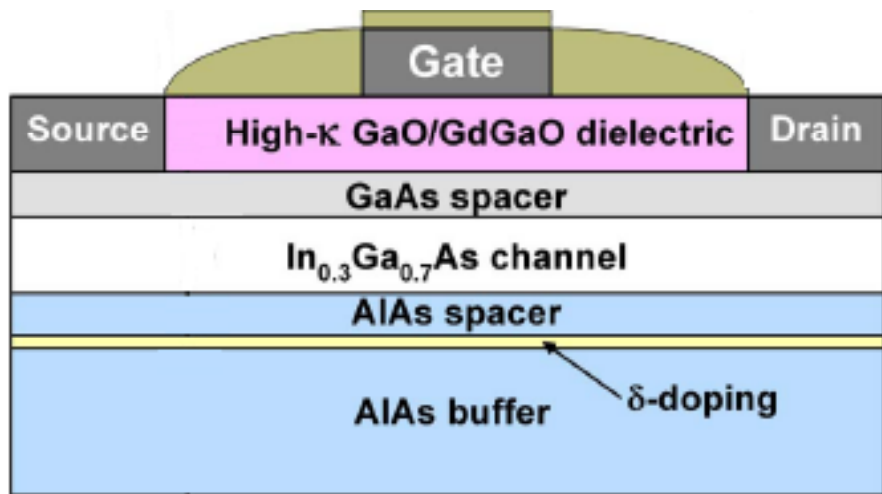 Gate
Source
High-κ GaO/GdGaO dielectric
Drain
GaAs spacer
In₀.₃Ga₀.₇As channel
AlAs spacer
δ-doping
AlAs buffer